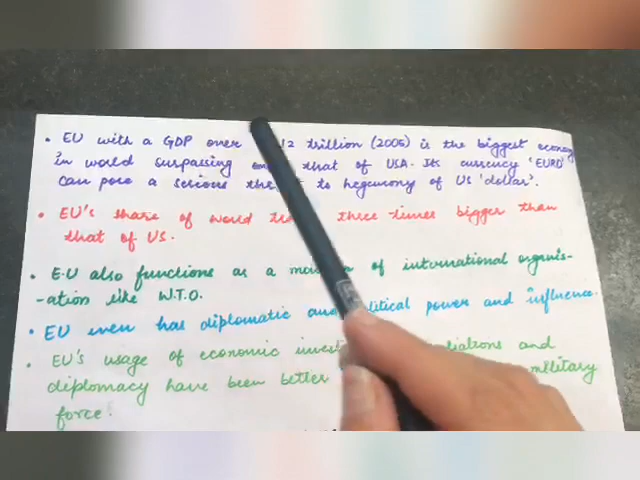 • EU with a GDP over 12 trillion (2005) is the biggest economy
in world surpassing even that of USA. Its currency 'EURO'
can pose a serious threat to hegemony of US 'dollar'.
• EU's share of world three times bigger than
that of US.
• E.U also functions as a of international organis-
-ation like W.T.O.
• EU even has diplomatic and political power and influence.
• EU's usage of economic and
diplomacy have been better military
force.